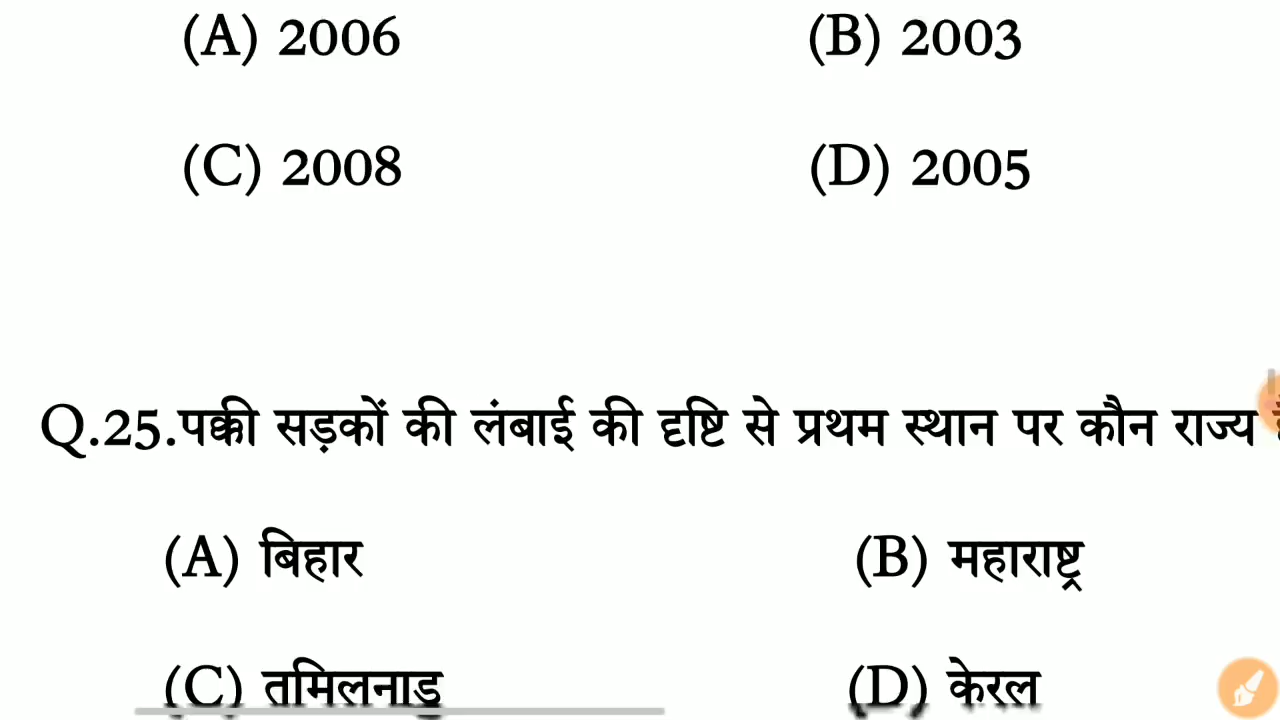 (A) 2006 (B) 2003
(C) 2008 (D) 2005
Q.25.पक्की सड़कों की लंबाई की दृष्टि से प्रथम स्थान पर कौन राज्य
(A) बिहार (B) महाराष्ट्र
(C) तमिलनाडु (D) केरल